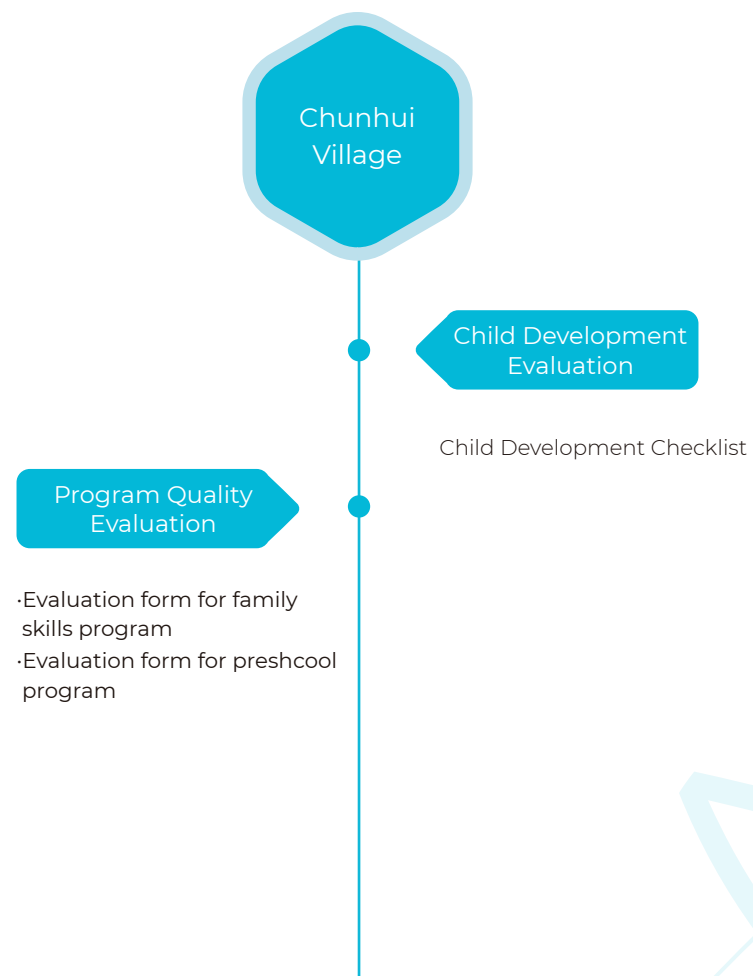 Chunhui
Village
Child Development
Evaluation
Child Development Checklist
Program Quality
Evaluation
·Evaluation form for family
skills program
·Evaluation form for preshcool
program